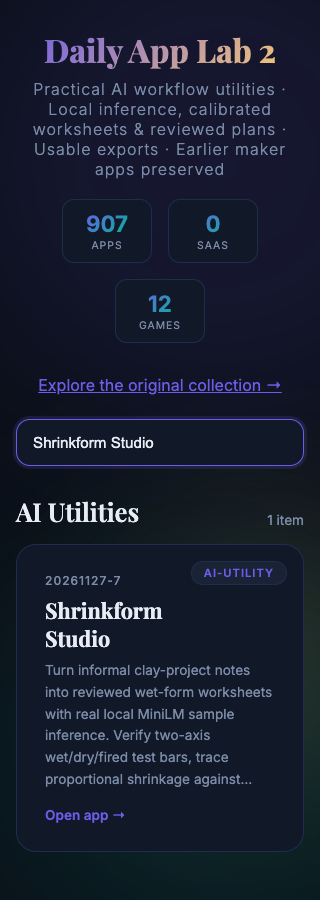 Daily App Lab 2
Practical AI workflow utilities ·
Local inference, calibrated
worksheets & reviewed plans ·
Usable exports · Earlier maker
apps preserved
907
APPS
0
SAAS
12
GAMES
Explore the original collection →
Shrinkform Studio
AI Utilities
1 item
20261127-7
AI-UTILITY
Shrinkform
Studio
Turn informal clay-project notes
into reviewed wet-form worksheets
with real local MiniLM sample
inference. Verify two-axis
wet/dry/fired test bars, trace
proportional shrinkage against...
Open app →